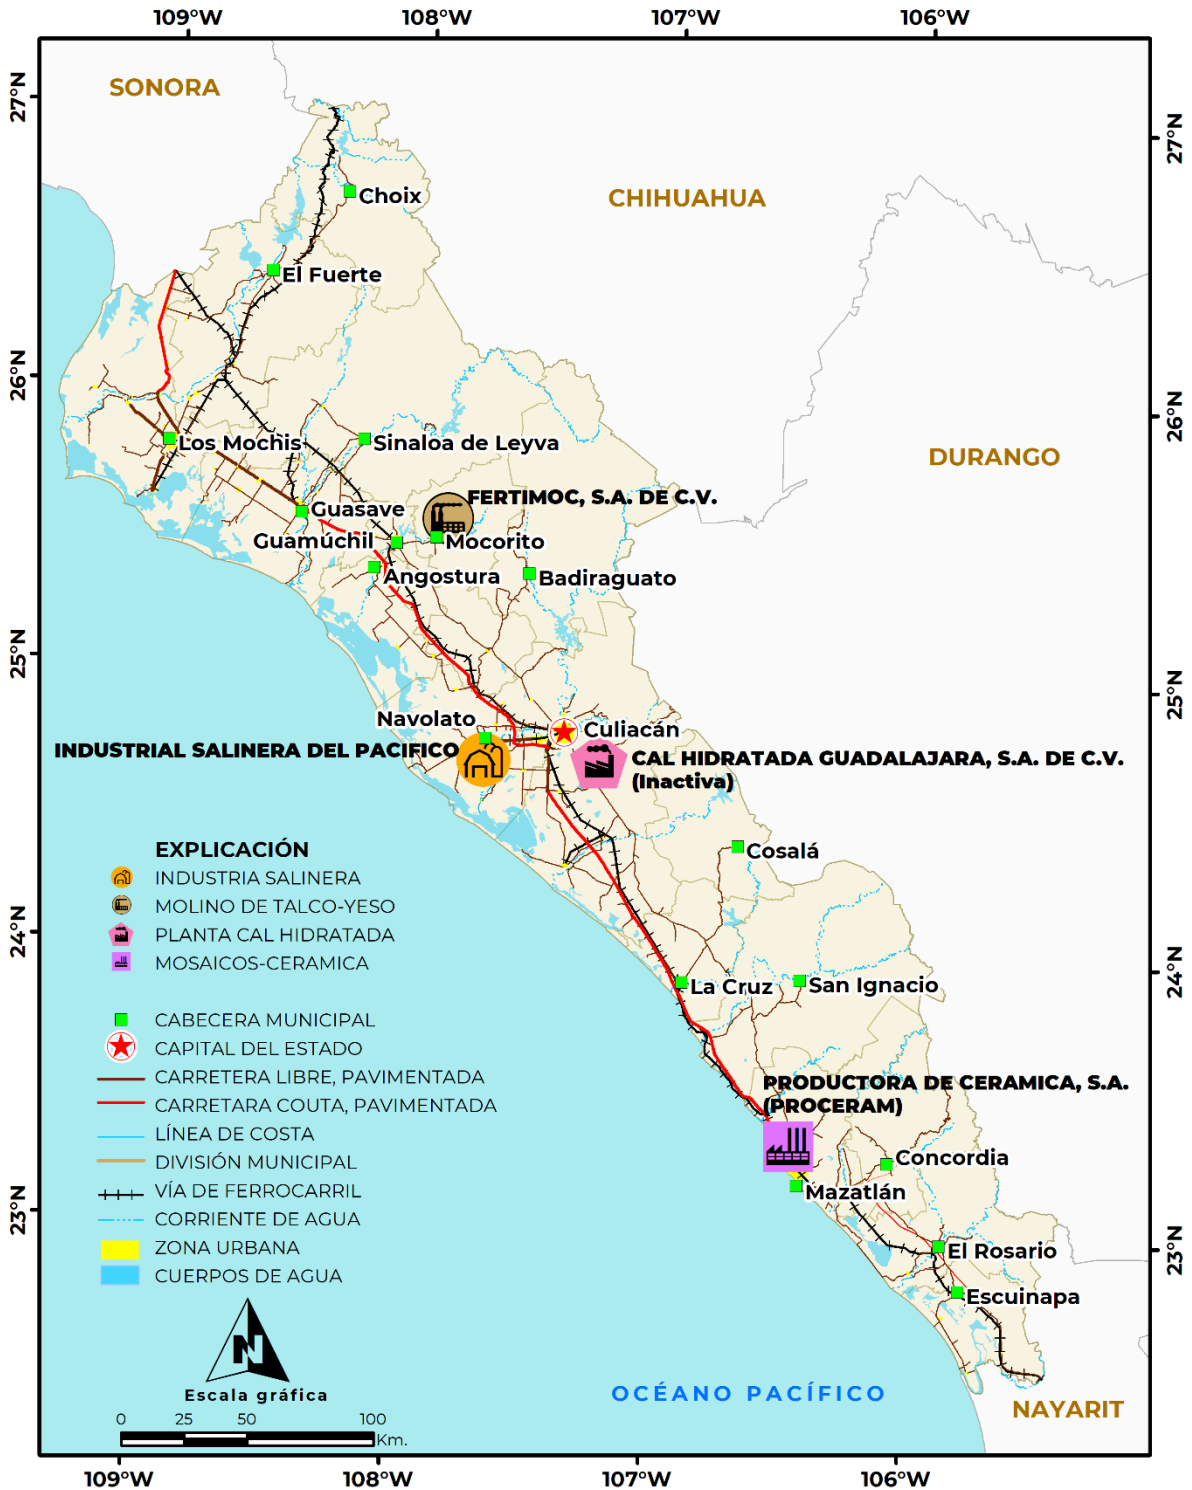 109°W 108°W 107°W 106°W
27°N
27°N
26°N
26°N
25°N
25°N
24°N
24°N
23°N
23°N
SONORA
CHIHUAHUA
DURANGO
Choix
El Fuerte
Los Mochis
Sinaloa de Leyva
FERTIMOC, S.A. DE C.V.
Guasave
Guamúchil
Mocorito
Angostura
Badiraguato
Navolato
Culiacán
INDUSTRIAL SALINERA DEL PACIFICO
CAL HIDRATADA GUADALAJARA, S.A. DE C.V.
(Inactiva)
Cosalá
La Cruz
San Ignacio
PRODUCTORA DE CERAMICA, S.A.
(PROCERAM)
Concordia
Mazatlán
El Rosario
Escuinapa
OCÉANO PACÍFICO
NAYARIT
EXPLICACIÓN
INDUSTRIA SALINERA
MOLINO DE TALCO-YESO
PLANTA CAL HIDRATADA
MOSAICOS-CERAMICA
CABECERA MUNICIPAL
CAPITAL DEL ESTADO
CARRETERA LIBRE, PAVIMENTADA
CARRETARA COUTA, PAVIMENTADA
LÍNEA DE COSTA
DIVISIÓN MUNICIPAL
VÍA DE FERROCARRIL
CORRIENTE DE AGUA
ZONA URBANA
CUERPOS DE AGUA
N
Escala gráfica
0 25 50 100
Km.
109°W 108°W 107°W 106°W